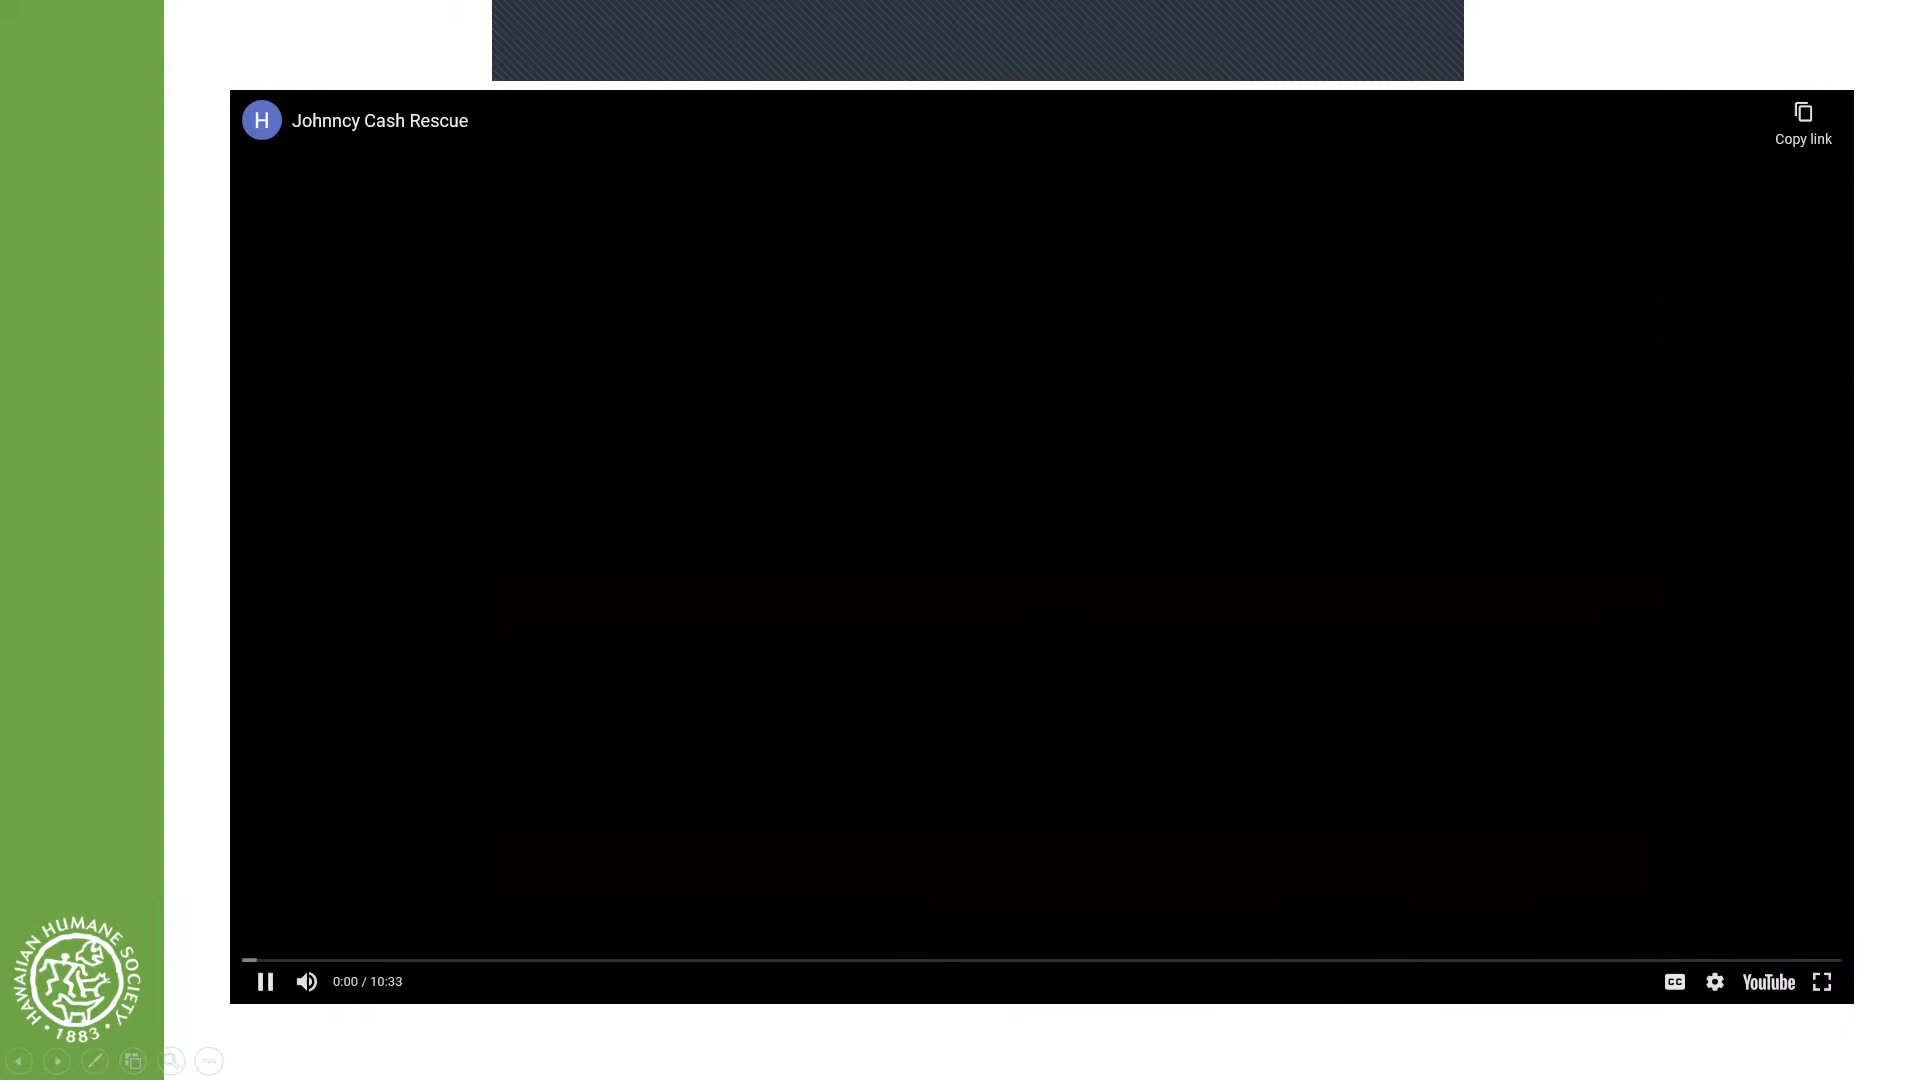 Johnncy Cash Rescue
Copy link
0:00 / 10:33
CC
YouTube
H
HAWAIIAN HUMANE SOCIETY
• 1883 •